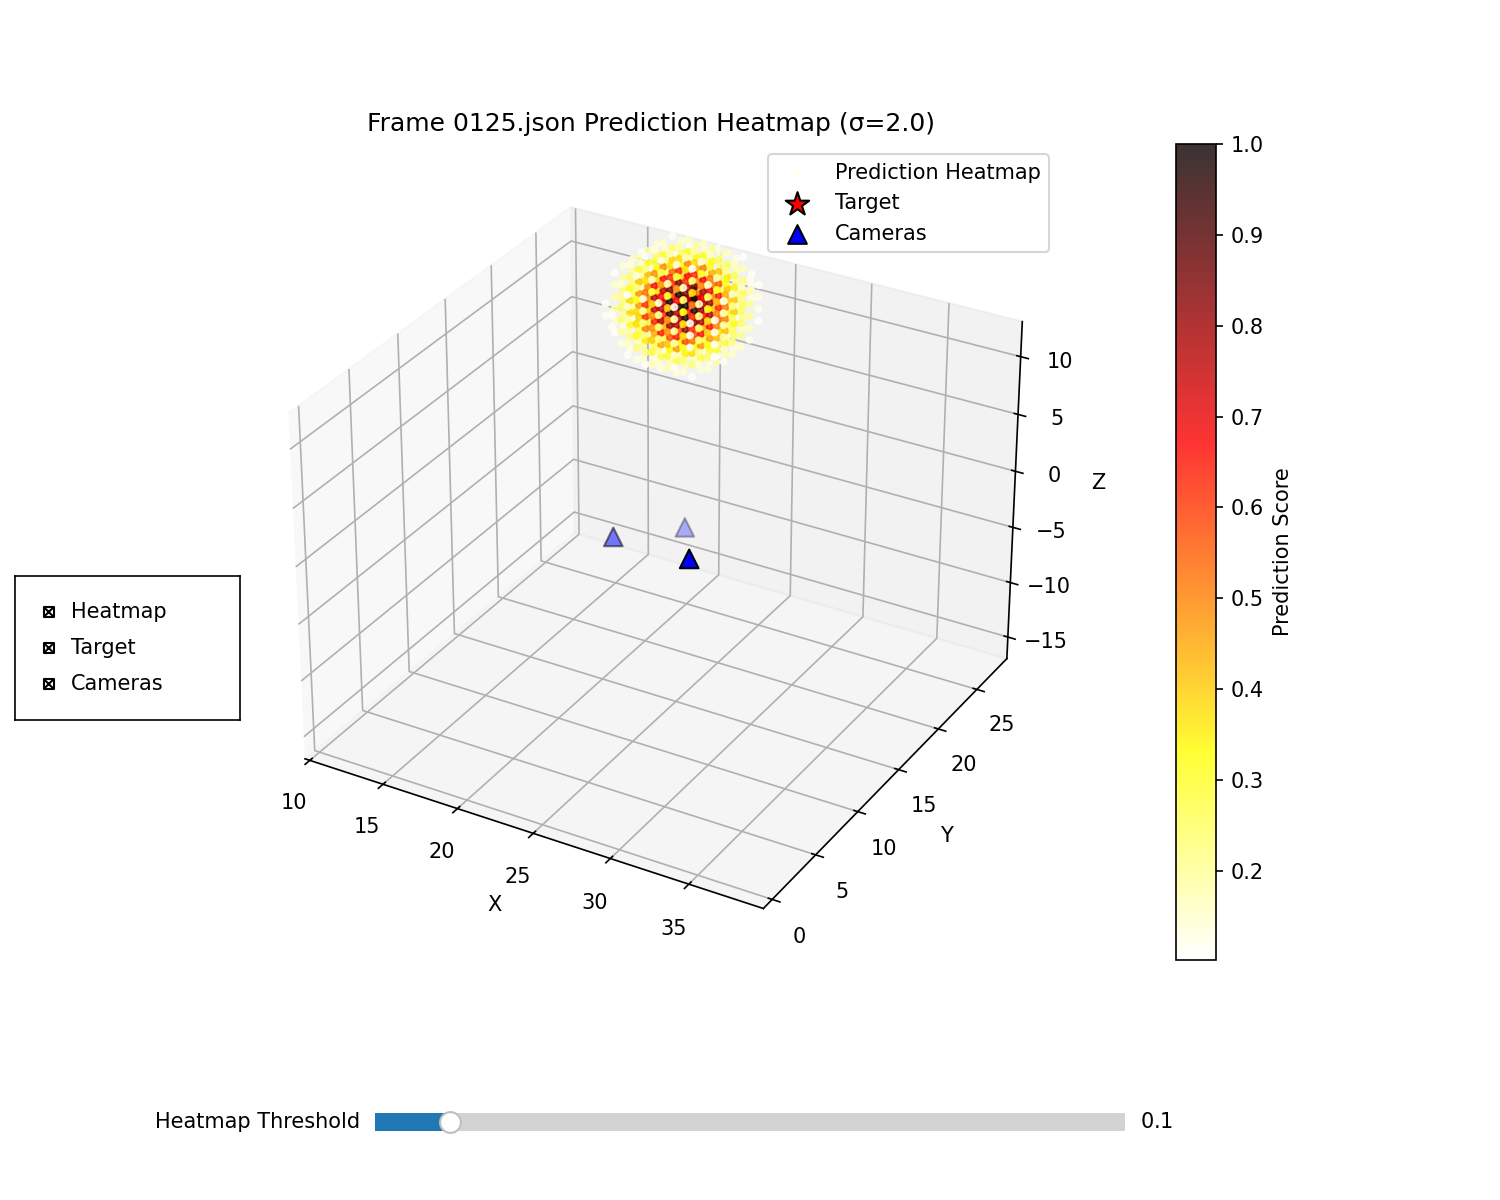 Frame 0125.json Prediction Heatmap (σ=2.0)
Prediction Heatmap
Target
Cameras
10
5
0
−5
−10
−15
Z
25
20
15
10
5
0
Y
10
15
20
25
30
35
X
1.0
0.9
0.8
0.7
0.6
0.5
0.4
0.3
0.2
Prediction Score
Heatmap
Target
Cameras
Heatmap Threshold 0.1